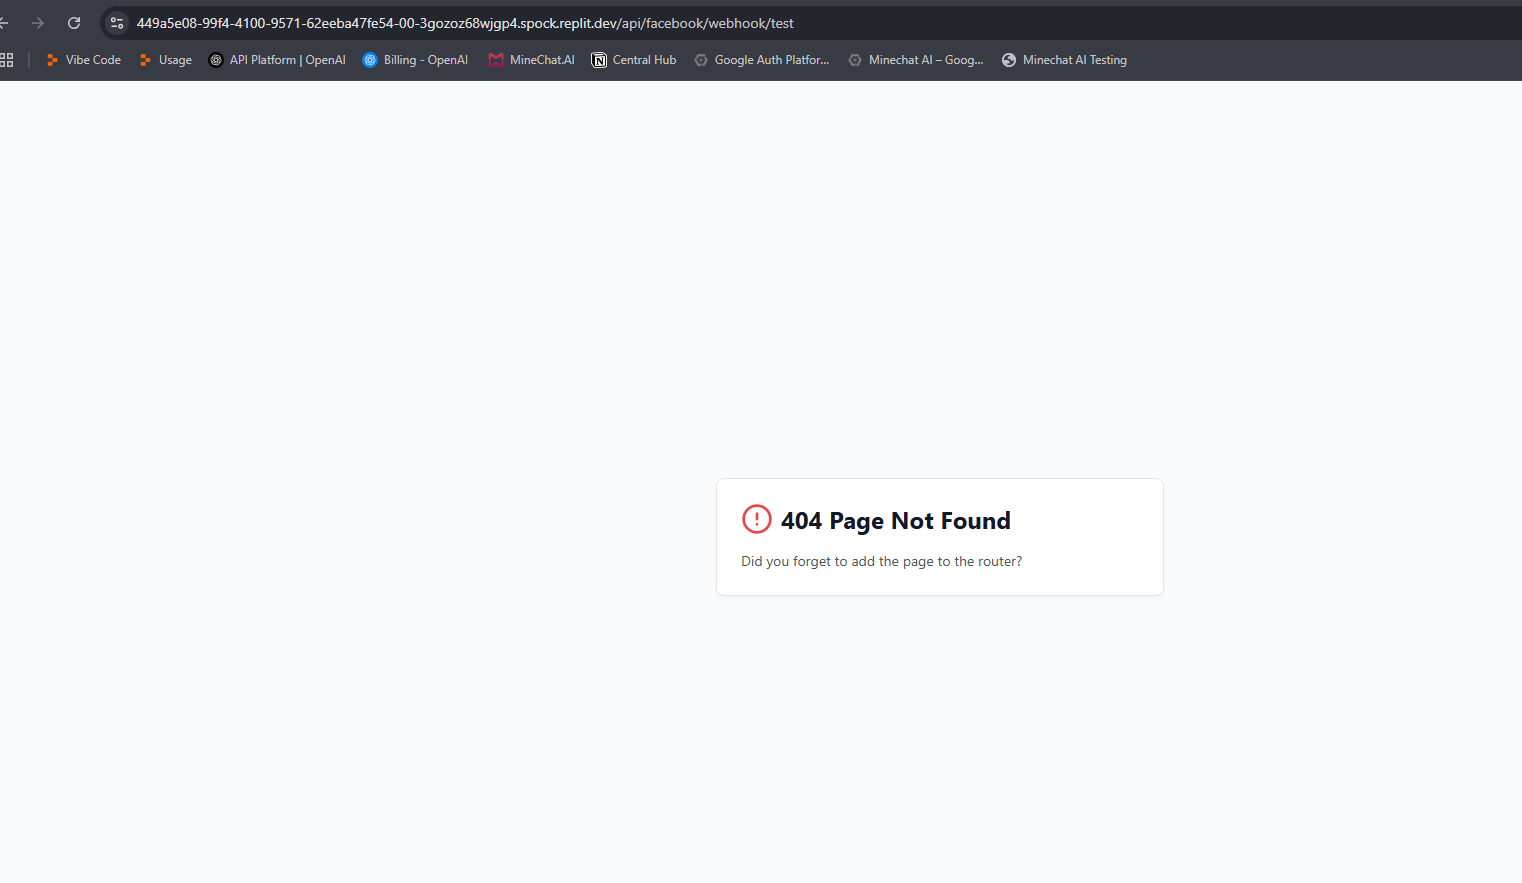 449a5e08-99f4-4100-9571-62eeba47fe54-00-3gozoz68wjgp4.spock.replit.dev/api/facebook/webhook/test
Vibe Code Usage API Platform | OpenAI Billing - OpenAI MineChat.AI Central Hub Google Auth Platfor... Minechat AI – Goog... Minechat AI Testing
404 Page Not Found
Did you forget to add the page to the router?